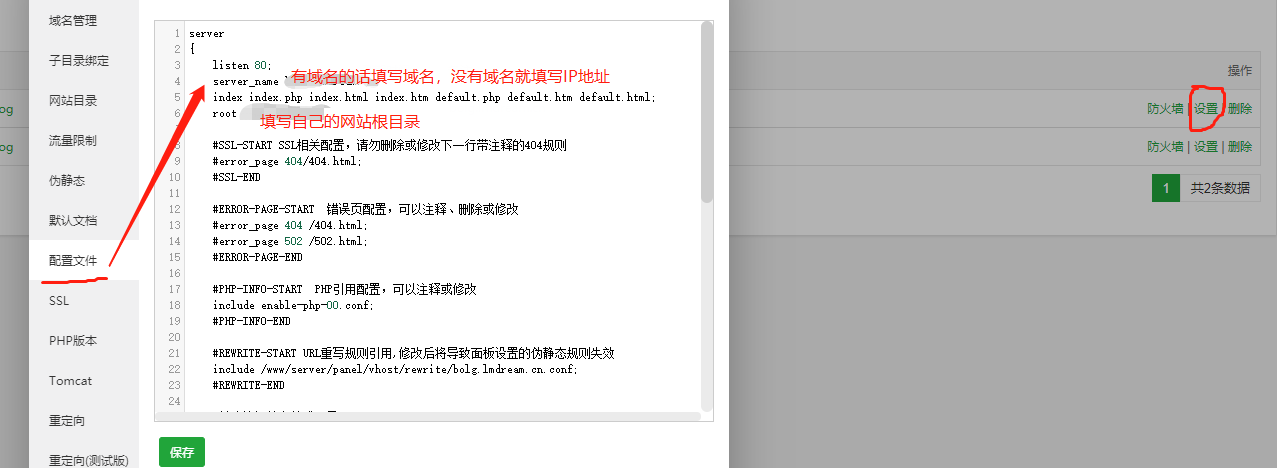 域名管理
子目录绑定
网站目录
流量限制
伪静态
默认文档
配置文件
SSL
PHP版本
Tomcat
重定向
重定向(测试版)
1 server
2 {
3 listen 80;
4 server_name 有域名的话填写域名，没有域名就填写IP地址
5 index index.php index.html index.htm default.php default.htm default.html;
6 root
填写自己的网站根目录
8 #SSL-START SSL相关配置，请勿删除或修改下一行带注释的404规则
9 #error_page 404/404.html;
10 #SSL-END
11
12 #ERROR-PAGE-START 错误页配置，可以注释、删除或修改
13 #error_page 404 /404.html;
14 #error_page 502 /502.html;
15 #ERROR-PAGE-END
16
17 #PHP-INFO-START PHP引用配置，可以注释或修改
18 include enable-php-00.conf;
19 #PHP-INFO-END
20
21 #REWRITE-START URL重写规则引用,修改后将导致面板设置的伪静态规则失效
22 include /www/server/panel/vhost/rewrite/bolg.lmdream.cn.conf;
23 #REWRITE-END
24
保存
操作
og 防火墙 | 设置 | 删除
og 防火墙 | 设置 | 删除
1 共2条数据